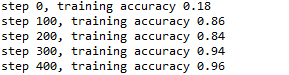 step 0, training accuracy 0.18
step 100, training accuracy 0.86
step 200, training accuracy 0.84
step 300, training accuracy 0.94
step 400, training accuracy 0.96